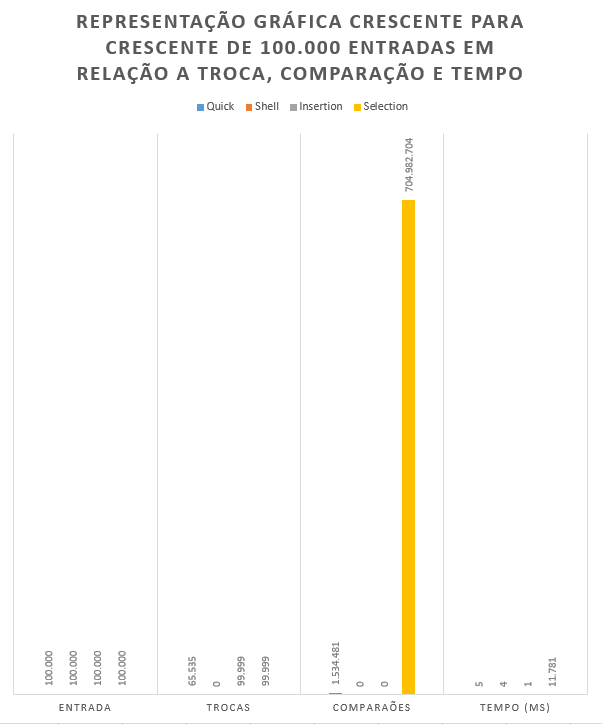 REPRESENTAÇÃO GRÁFICA CRESCENTE PARA
CRESCENTE DE 100.000 ENTRADAS EM
RELAÇÃO A TROCA, COMPARAÇÃO E TEMPO
Quick Shell Insertion Selection
100.000 100.000 100.000 100.000
65.535 0 99.999 99.999
1.534.481 0 0 704.982.704
5 4 1 11.781
ENTRADA TROCAS COMPARAÕES TEMPO (MS)